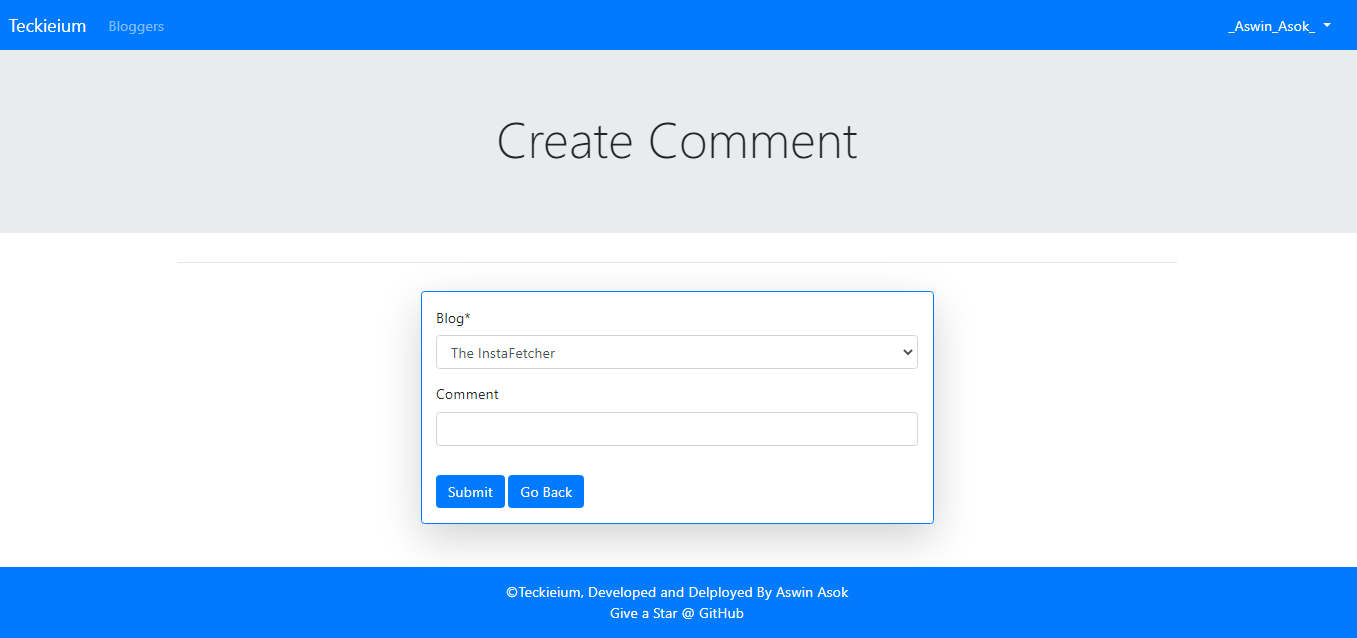 Teckieium Bloggers _Aswin_Asok_
Create Comment
Blog*
The InstaFetcher
Comment
Submit Go Back
©Teckieium, Developed and Delployed By Aswin Asok
Give a Star @ GitHub